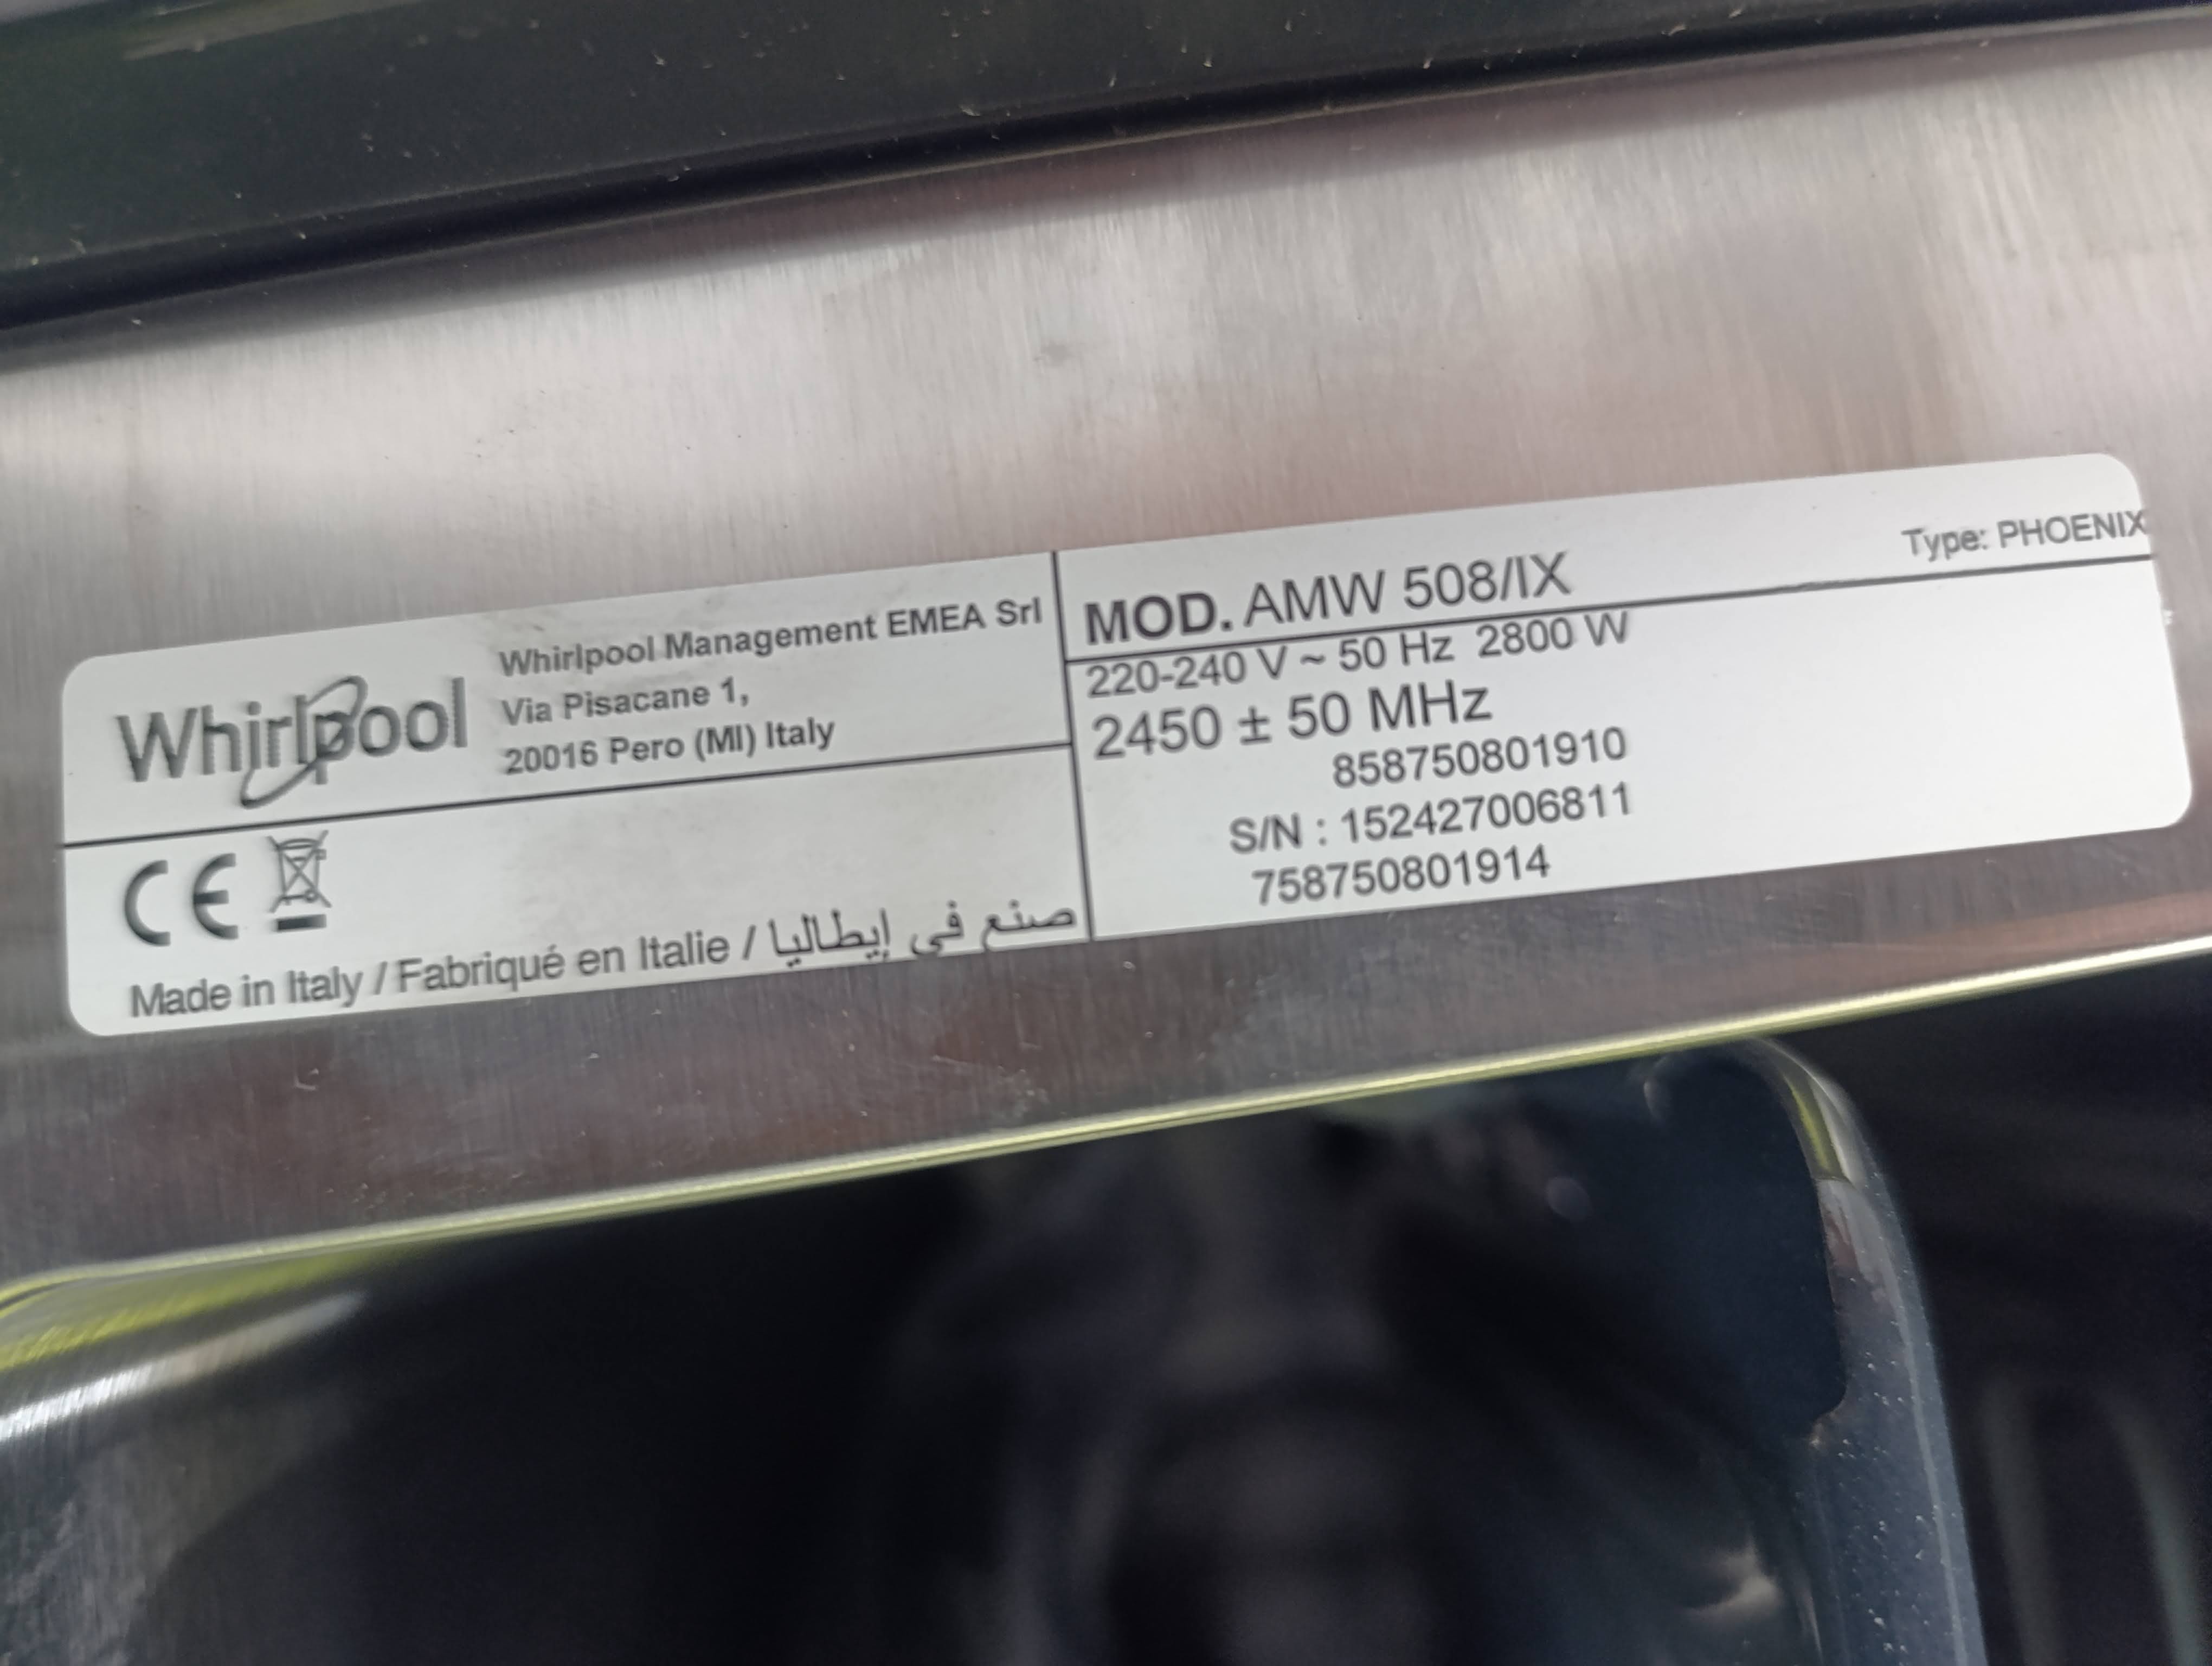 Whirlpool
Whirlpool Management EMEA Srl
Via Pisacane 1,
20016 Pero (MI) Italy
CE
Made in Italy / Fabriqué en Italie / صنع في إيطاليا
MOD. AMW 508/IX
Type: PHOENIX
220-240 V ~ 50 Hz 2800 W
2450 ± 50 MHz
858750801910
S/N : 152427006811
758750801914